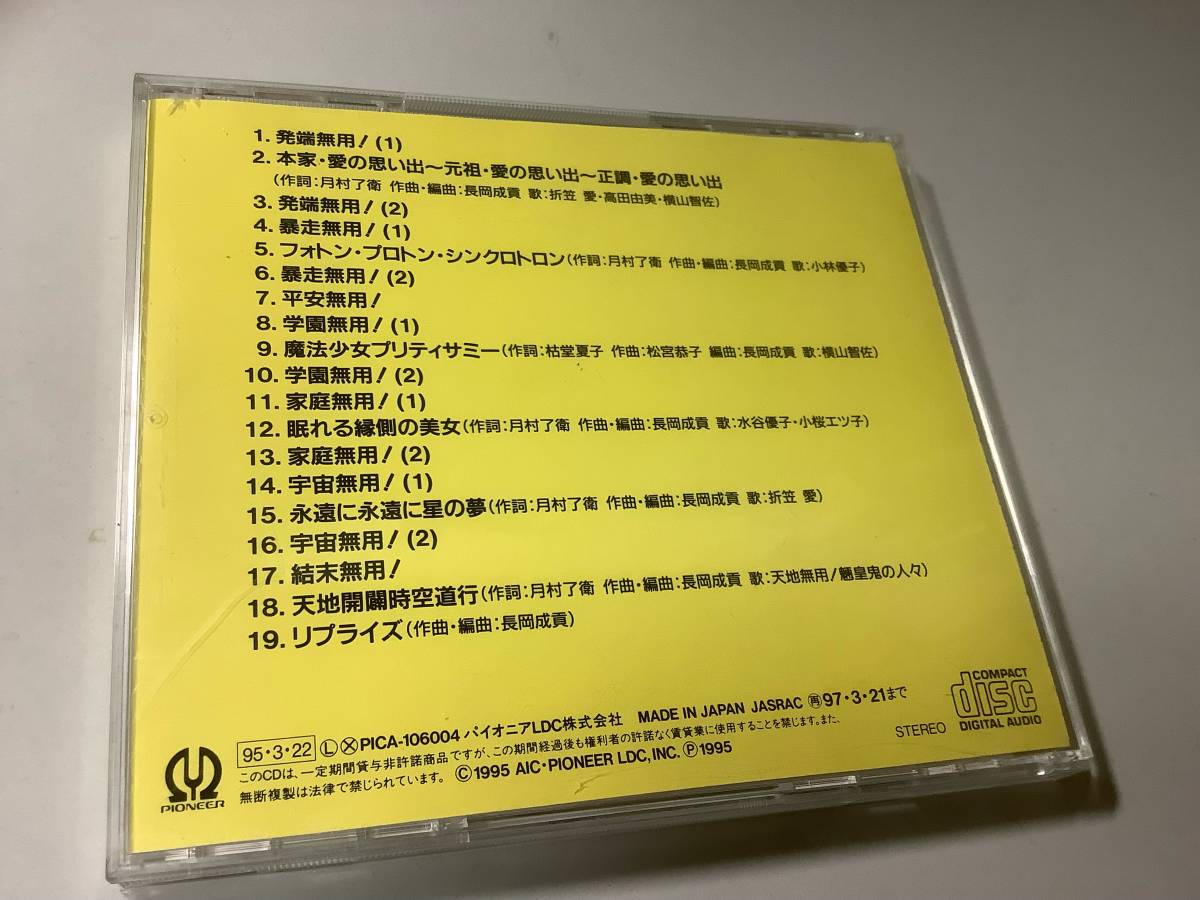 1. 発端無用！(1)
2. 本家・愛の思い出〜元祖・愛の思い出〜正調・愛の思い出
(作詞：月村了衛 作曲・編曲：長岡成貢 歌：折笠 愛・高田由美・横山智佐)
3. 発端無用！(2)
4. 暴走無用！(1)
5. フォトン・プロトン・シンクロトロン(作詞：月村了衛 作曲・編曲：長岡成貢 歌：小林優子)
6. 暴走無用！(2)
7. 平安無用！
8. 学園無用！(1)
9. 魔法少女プリティサミー(作詞：枯堂夏子 作曲：松宮恭子 編曲：長岡成貢 歌：横山智佐)
10. 学園無用！(2)
11. 家庭無用！(1)
12. 眠れる縁側の美女(作詞：月村了衛 作曲・編曲：長岡成貢 歌：水谷優子・小桜エツ子)
13. 家庭無用！(2)
14. 宇宙無用！(1)
15. 永遠に永遠に星の夢(作詞：月村了衛 作曲・編曲：長岡成貢 歌：折笠 愛)
16. 宇宙無用！(2)
17. 結末無用！
18. 天地開闢時空道行(作詞：月村了衛 作曲・編曲：長岡成貢 歌：天地無用！魎皇鬼の人々)
19. リプライズ(作曲・編曲：長岡成貢)
COMPACT
disc
DIGITAL AUDIO
STEREO
95・3・22 Ⓛ Ⓧ PICA-106004 パイオニアLDC株式会社 MADE IN JAPAN JASRAC ㊢97・3・21まで
このCDは、一定期間貸与非許諾商品ですが、この期間経過後も権利者の許諾なく賃貸業に使用することを禁じます。また、
無断複製は法律で禁じられています。 Ⓒ1995 AIC・PIONEER LDC, INC. Ⓟ1995
PIONEER